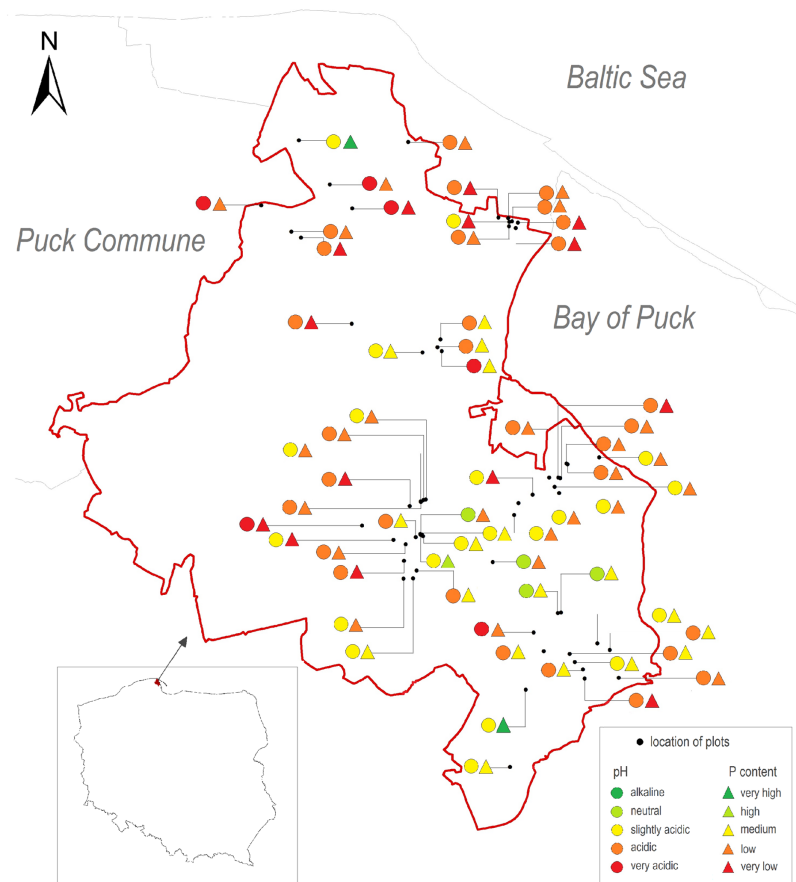 N
Baltic Sea
Puck Commune
Bay of Puck
location of plots
pH
P content
alkaline
very high
neutral
high
slightly acidic
medium
acidic
low
very acidic
very low